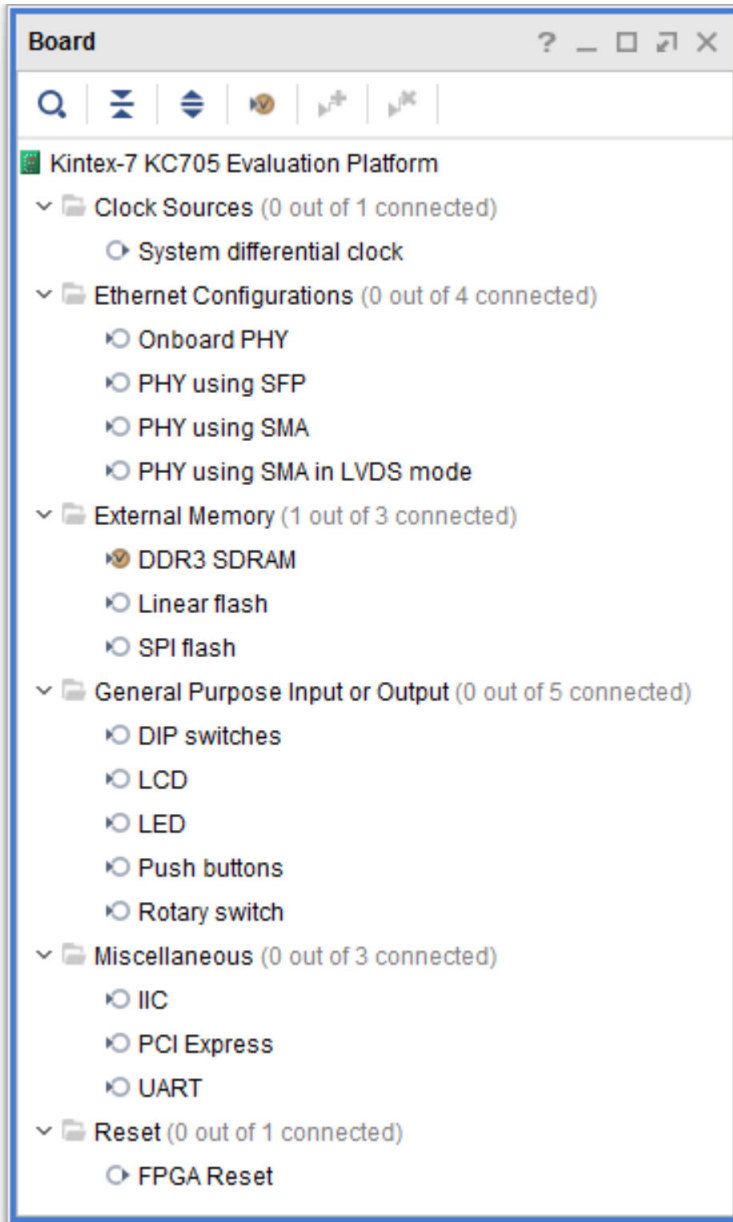 Board
Kintex-7 KC705 Evaluation Platform
Clock Sources (0 out of 1 connected)
System differential clock
Ethernet Configurations (0 out of 4 connected)
Onboard PHY
PHY using SFP
PHY using SMA
PHY using SMA in LVDS mode
External Memory (1 out of 3 connected)
DDR3 SDRAM
Linear flash
SPI flash
General Purpose Input or Output (0 out of 5 connected)
DIP switches
LCD
LED
Push buttons
Rotary switch
Miscellaneous (0 out of 3 connected)
IIC
PCI Express
UART
Reset (0 out of 1 connected)
FPGA Reset